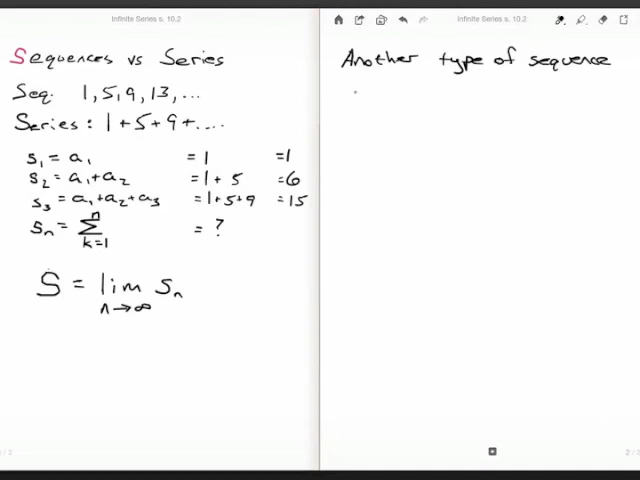 Infinite Series s. 10.2
Sequences vs Series
Seq. 1, 5, 9, 13, ...
Series: 1 + 5 + 9 + ....
s₁ = a₁ = 1 = 1
s₂ = a₁ + a₂ = 1 + 5 = 6
s₃ = a₁ + a₂ + a₃ = 1 + 5 + 9 = 15
sₙ = ∑ n k=1 = ?
S = lim sₙ
n → ∞
Infinite Series s. 10.2
Another type of sequence